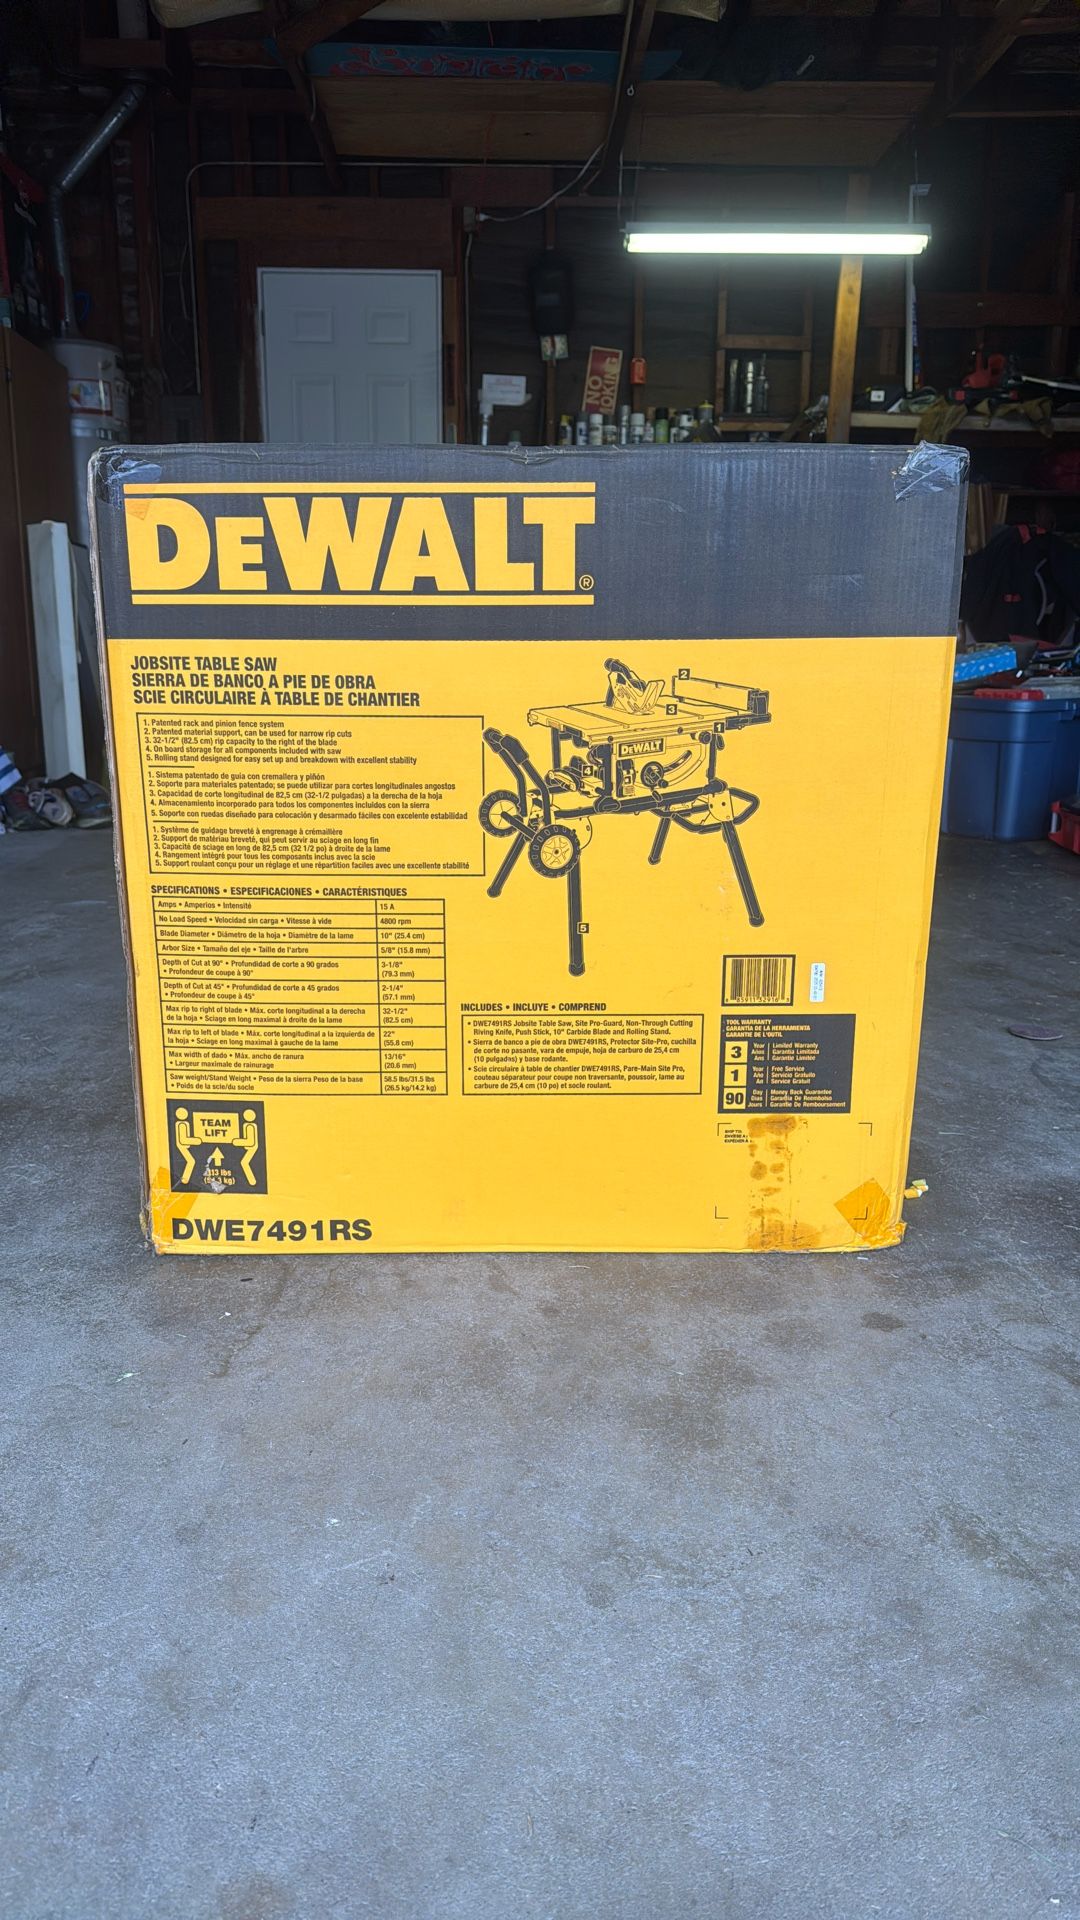 NO
SMOKING
DEWALT®
JOBSITE TABLE SAW
SIERRA DE BANCO A PIE DE OBRA
SCIE CIRCULAIRE À TABLE DE CHANTIER
1. Patented rack and pinion fence system
2. Patented material support, can be used for narrow rip cuts
3. 32-1/2" (82.5 cm) rip capacity to the right of the blade
4. On board storage for all components included with saw
5. Rolling stand designed for easy set up and breakdown with excellent stability
1. Sistema patentado de guía con cremallera y piñón
2. Soporte para materiales patentado; se puede utilizar para cortes longitudinales angostos
3. Capacidad de corte longitudinal de 82,5 cm (32-1/2 pulgadas) a la derecha de la hoja
4. Almacenamiento incorporado para todos los componentes incluidos con la sierra
5. Soporte con ruedas diseñado para colocación y desarmado fáciles con excelente estabilidad
1. Système de guidage breveté à engrenage à crémaillère
2. Support de matériau breveté, qui peut servir au sciage en long fin
3. Capacité de sciage en long de 82,5 cm (32 1/2 po) à droite de la lame
4. Rangement intégré pour tous les composants inclus avec la scie
5. Support roulant conçu pour un réglage et une répartition faciles avec une excellente stabilité
2
3
1
DEWALT
4
5
SPECIFICATIONS • ESPECIFICACIONES • CARACTÉRISTIQUES
Amps • Amperios • Intensité 15 A
No Load Speed • Velocidad sin carga • Vitesse à vide 4800 rpm
Blade Diameter • Diámetro de la hoja • Diamètre de la lame 10" (25.4 cm)
Arbor Size • Tamaño del eje • Taille de l'arbre 5/8" (15.8 mm)
Depth of Cut at 90° • Profundidad de corte a 90 grados 3-1/8"
• Profondeur de coupe à 90° (79.3 mm)
Depth of Cut at 45° • Profundidad de corte a 45 grados 2-1/4"
• Profondeur de coupe à 45° (57.1 mm)
Max rip to right of blade • Máx. corte longitudinal a la derecha 32-1/2"
de la hoja • Sciage en long maximal à droite de la lame (82.5 cm)
Max rip to left of blade • Máx. corte longitudinal a la izquierda de 22"
la hoja • Sciage en long maximal à gauche de la lame (55.8 cm)
Max width of dado • Máx. ancho de ranura 13/16"
• Largeur maximale de rainurage (20.6 mm)
Saw weight/Stand Weight • Peso de la sierra Peso de la base 58.5 lbs/31.5 lbs
• Poids de la scie/du socle (26.5 kg/14.2 kg)
INCLUDES • INCLUYE • COMPREND
• DWE7491RS Jobsite Table Saw, Site Pro-Guard, Non-Through Cutting
Riving Knife, Push Stick, 10" Carbide Blade and Rolling Stand.
• Sierra de banco a pie de obra DWE7491RS, Protector Site-Pro, cuchilla
de corte no pasante, vara de empuje, hoja de carburo de 25,4 cm
(10 pulgadas) y base rodante.
• Scie circulaire à table de chantier DWE7491RS, Pare-Main Site Pro,
couteau séparateur pour coupe non transversante, poussoir, lame au
carbure de 25,4 cm (10 po) et socle roulant.
85911 32916
TOOL WARRANTY
GARANTÍA DE LA HERRAMIENTA
GARANTIE DE L'OUTIL
3 Year Años Ans Limited Warranty Garantía Limitada Garantie Limitée
1 Year Año An Free Service Servicio Gratuito Service Gratuit
90 Day Días Jours Money Back Guarantee Garantía De Reembolso Garantie De Remboursement
SHIP TO:
TEAM
LIFT
113 lbs
DWE7491RS